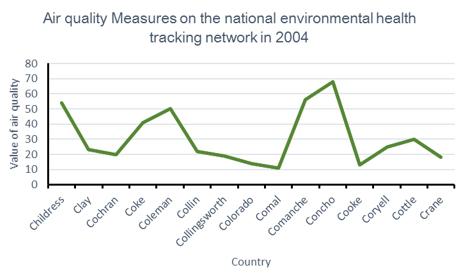 Air quality Measures on the national environmental health
tracking network in 2004
Value of air quality
80
70
60
50
40
30
20
10
0
Childress
Clay
Cochran
Coke
Coleman
Collin
Collingsworth
Colorado
Comal
Comanche
Concho
Cooke
Coryell
Cottle
Crane
Country